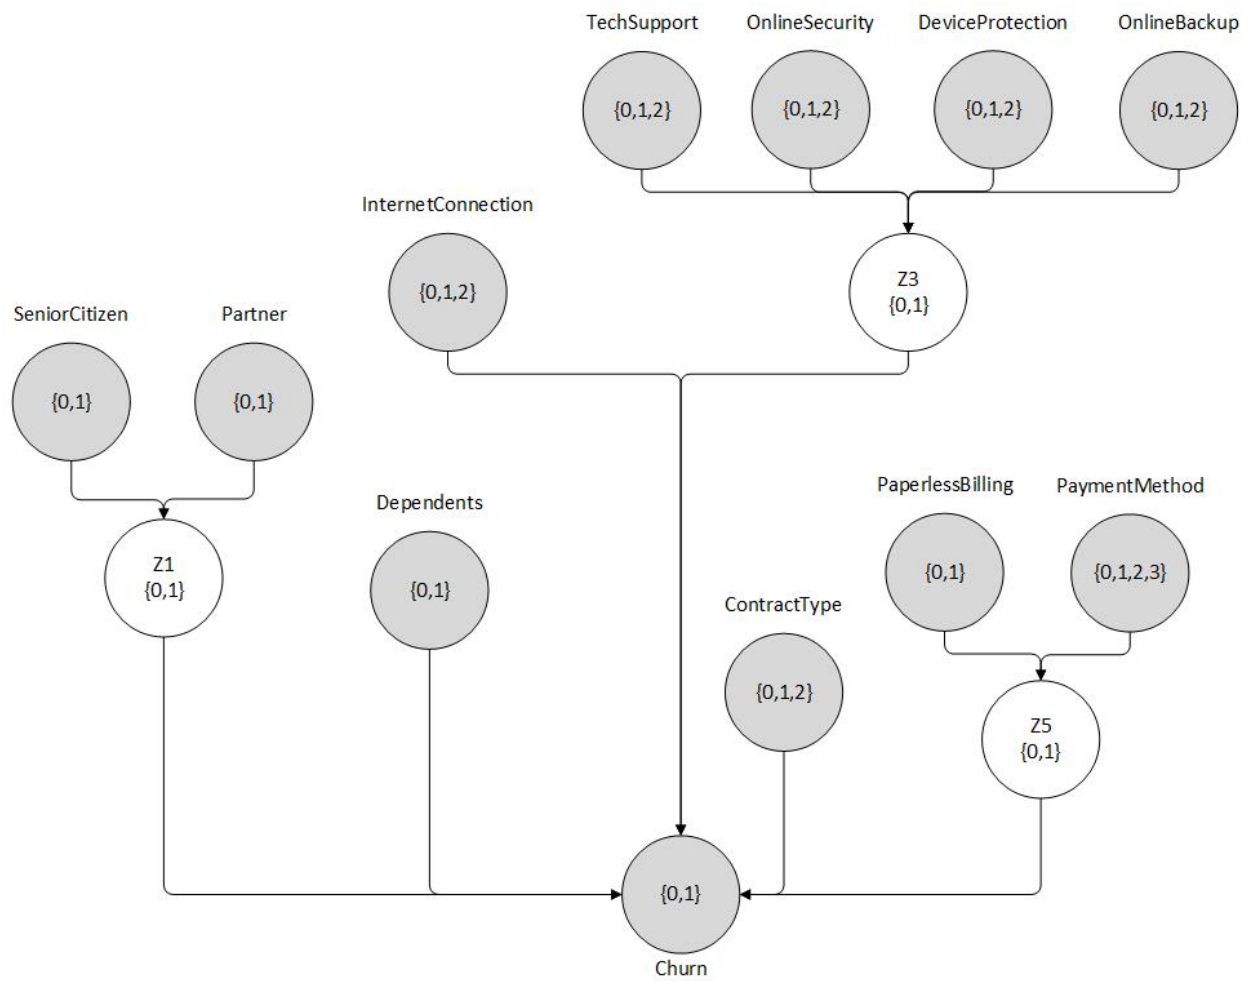 TechSupport
OnlineSecurity
DeviceProtection
OnlineBackup
{0,1,2}
{0,1,2}
{0,1,2}
{0,1,2}
InternetConnection
{0,1,2}
Z3
{0,1}
SeniorCitizen
Partner
{0,1}
{0,1}
Dependents
{0,1}
PaperlessBilling
PaymentMethod
{0,1}
{0,1,2,3}
Z1
{0,1}
ContractType
{0,1,2}
Z5
{0,1}
{0,1}
Churn